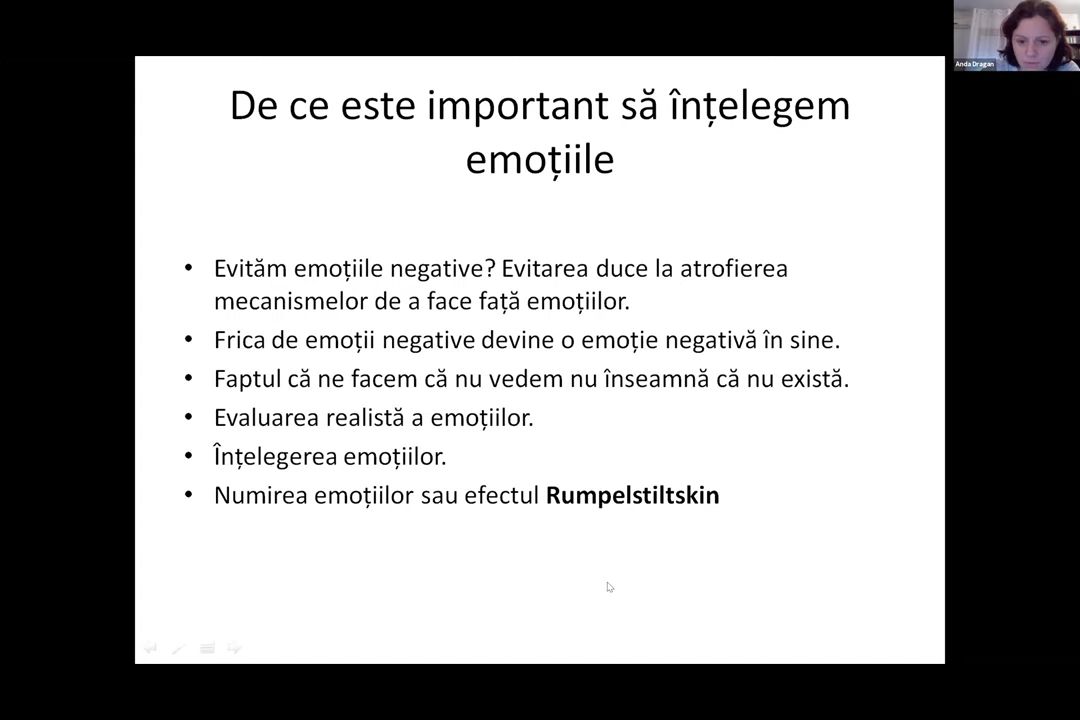 Anda Dragan
De ce este important să înțelegem
emoțiile
• Evităm emoțiile negative? Evitarea duce la atrofierea
mecanismelor de a face față emoțiilor.
• Frica de emoții negative devine o emoție negativă în sine.
• Faptul că ne facem că nu vedem nu înseamnă că nu există.
• Evaluarea realistă a emoțiilor.
• Înțelegerea emoțiilor.
• Numirea emoțiilor sau efectul Rumpelstiltskin